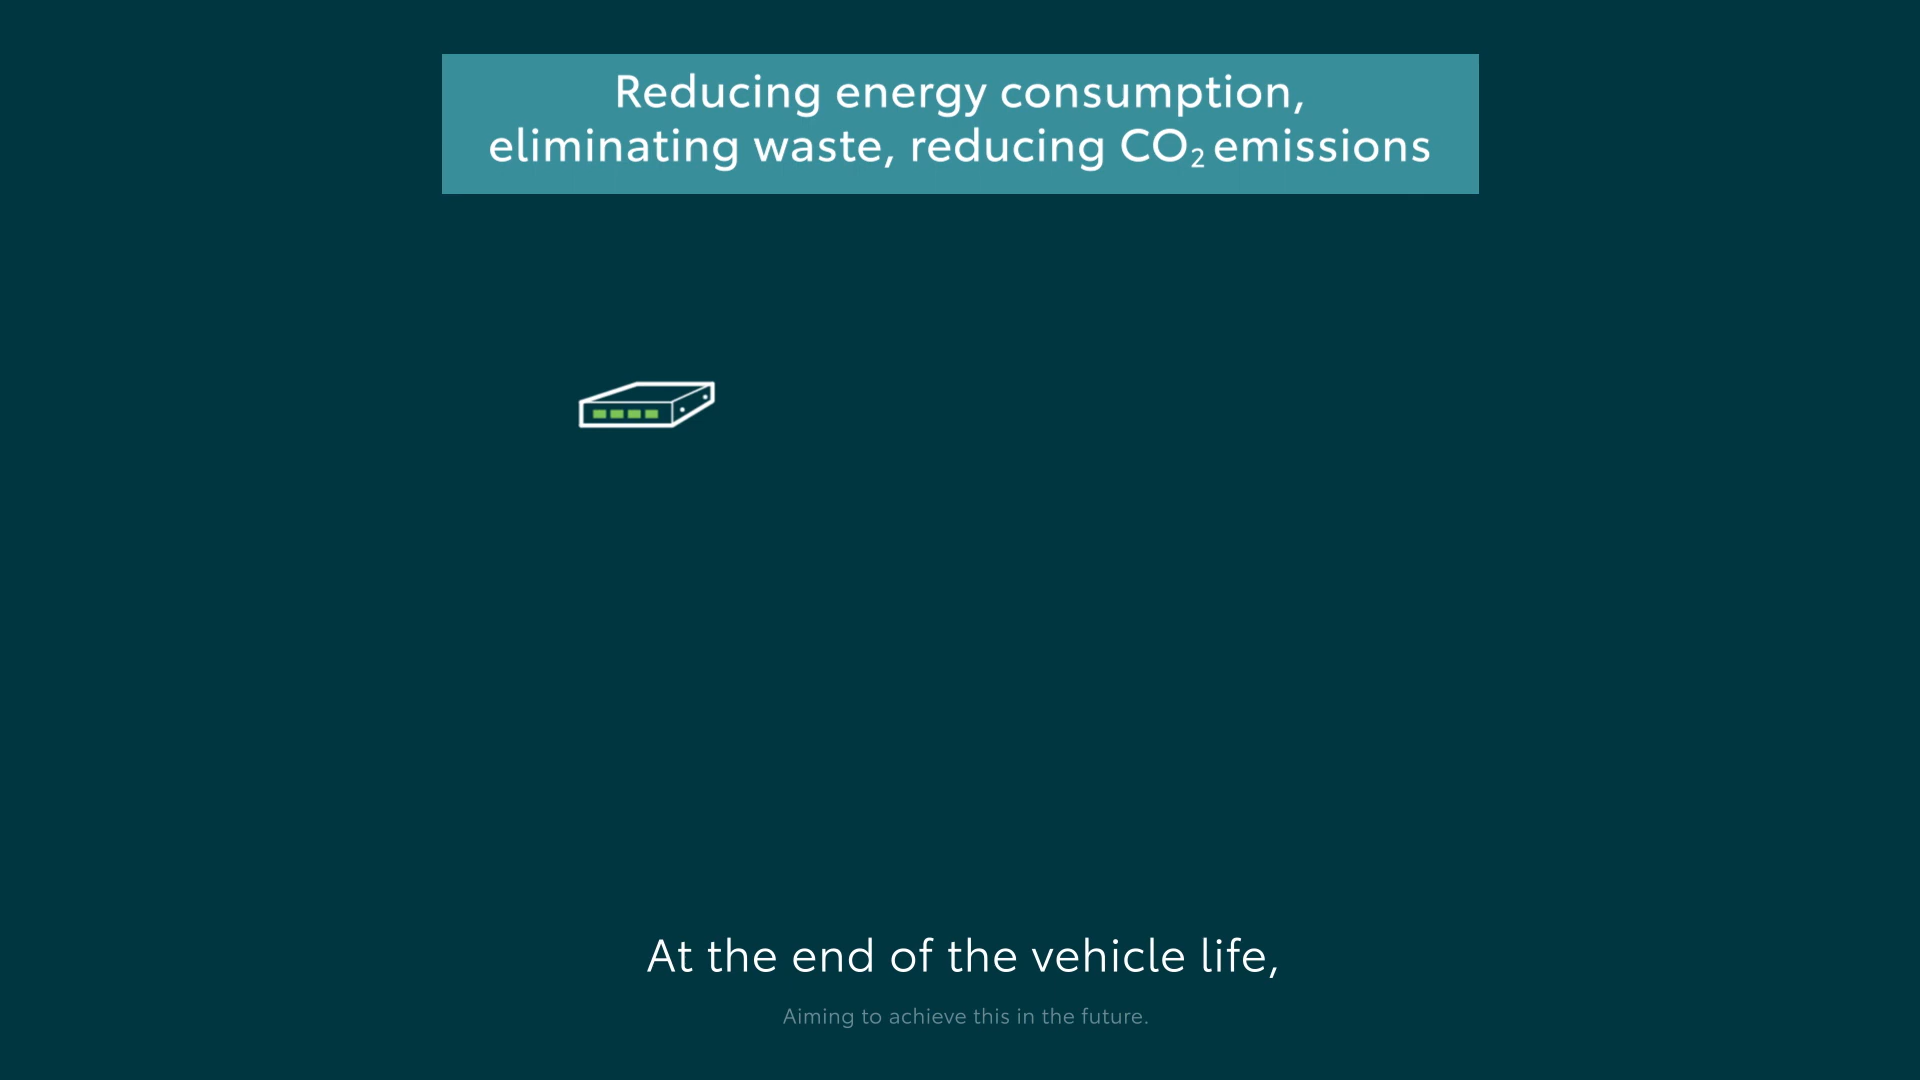 Reducing energy consumption,
eliminating waste, reducing CO₂ emissions
At the end of the vehicle life,
Aiming to achieve this in the future.